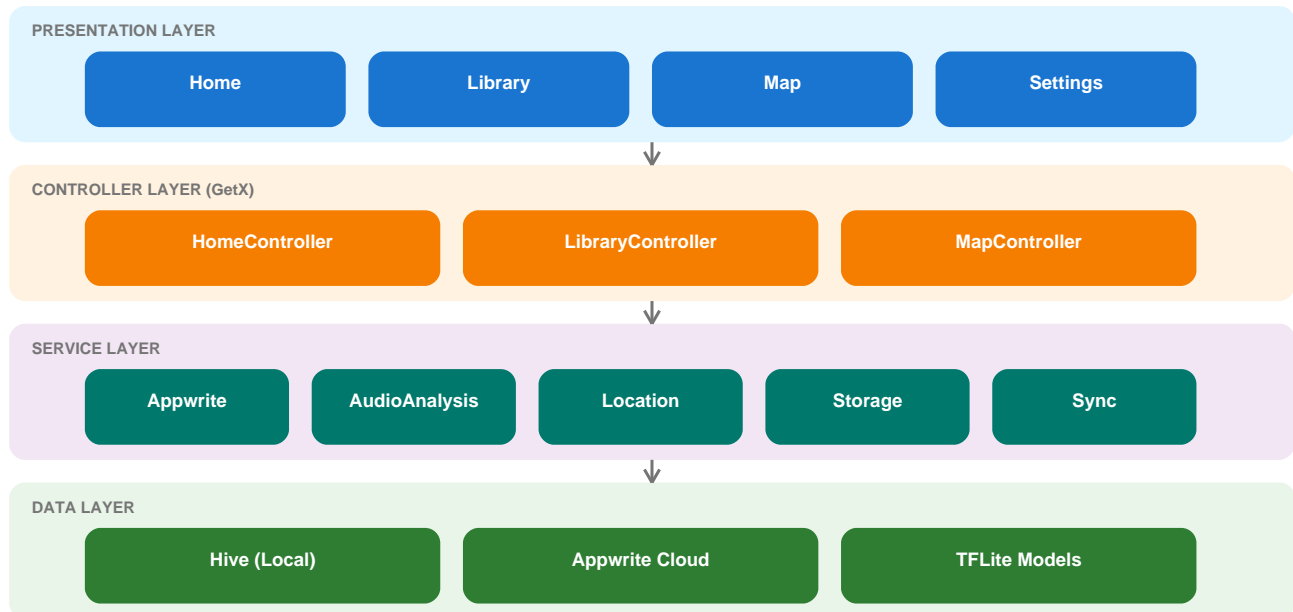 PRESENTATION LAYER
Home Library Map Settings
CONTROLLER LAYER (GetX)
HomeController LibraryController MapController
SERVICE LAYER
Appwrite AudioAnalysis Location Storage Sync
DATA LAYER
Hive (Local) Appwrite Cloud TFLite Models